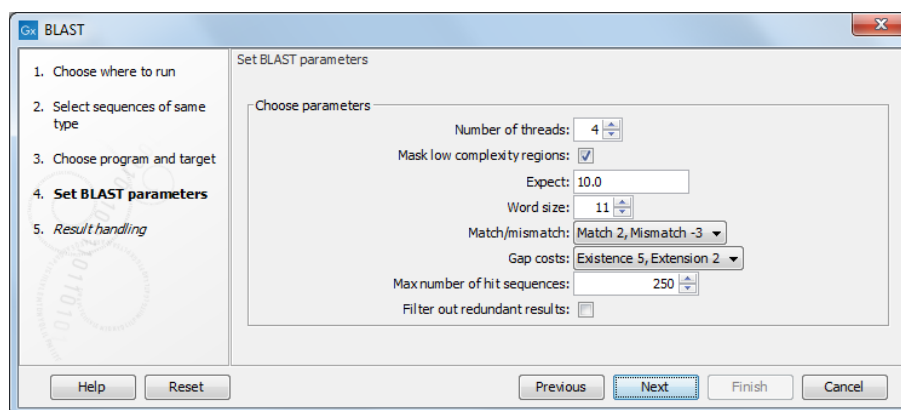 Gx BLAST
1. Choose where to run
2. Select sequences of same
type
3. Choose program and target
4. Set BLAST parameters
5. Result handling
Set BLAST parameters
Choose parameters
Number of threads: 4
Mask low complexity regions:
Expect: 10.0
Word size: 11
Match/mismatch: Match 2, Mismatch -3
Gap costs: Existence 5, Extension 2
Max number of hit sequences: 250
Filter out redundant results:
Help Reset Previous Next Finish Cancel